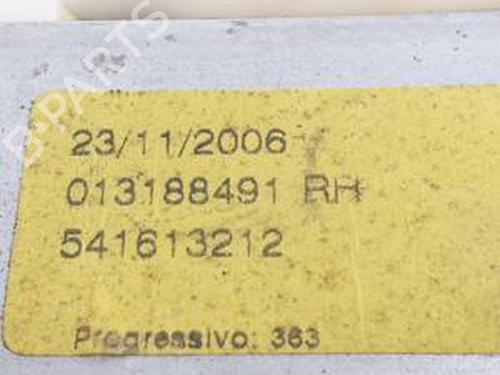 B-PARTS
23/11/2006
013188491 RH
541613212
Progressivo: 363